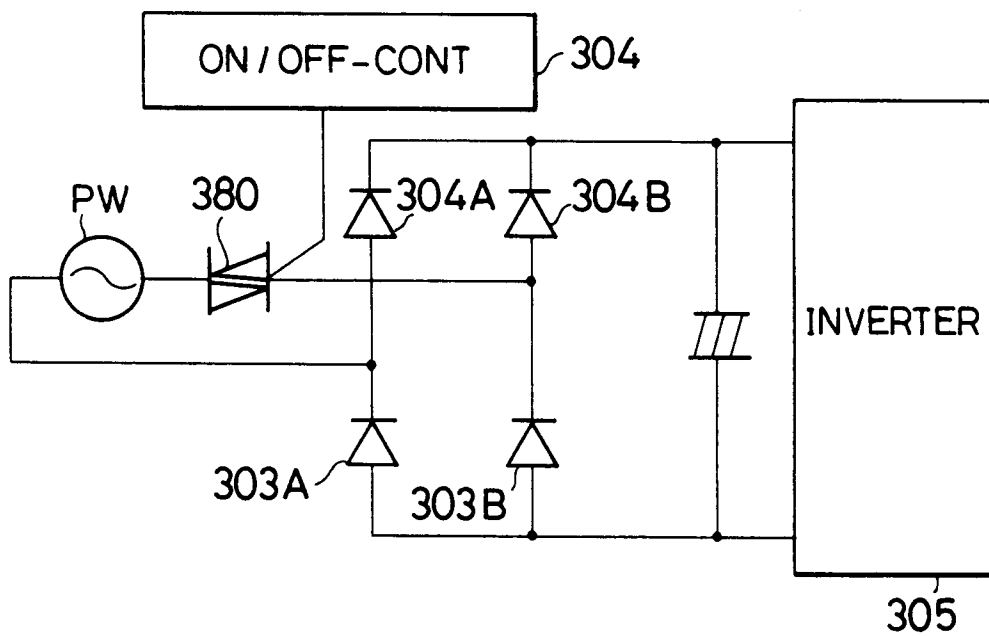 ON/OFF-CONT
304
PW
380
304A
304B
INVERTER
303A
303B
305